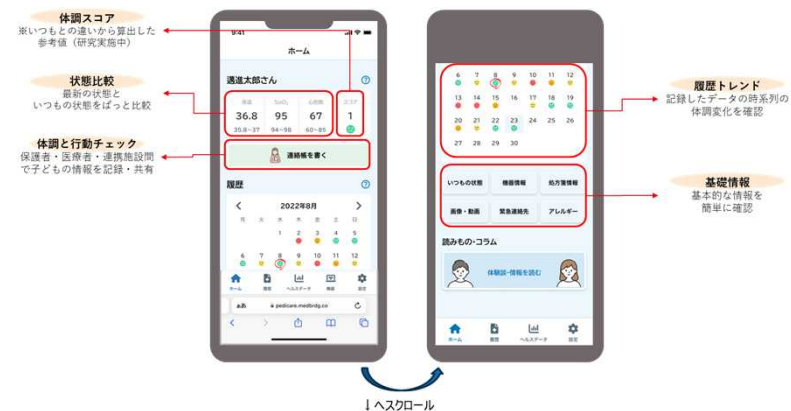 体調スコア
※いつもとの違いから算出した
参考値（研究実施中）
状態比較
最新の状態と
いつもの状態をぱっと比較
体調と行動チェック
保護者・医療者・連携施設間
で子どもの情報を記録・共有
9:41
ホーム
邁進太郎さん
体温 SpO₂ 心拍数 スコア
36.8 95 67 1
35.8~37 94~98 60~85
連絡帳を書く
履歴
2022年8月
月 火 水 木 金 土 日
1 2 3 4 5
6 7 8 9 10 11 12
ホーム 履歴 ヘルスデータ 機器 設定
ぁあ pedicare.medbrdg.co
6 7 8 9 10 11 12
13 14 15 16 17 18 19
20 21 22 23 24 25 26
27 28 29 30
いつもの状態 機器情報 処方箋情報
画像・動画 緊急連絡先 アレルギー
読みもの・コラム
体験談・情報を読む
ホーム 履歴 ヘルスデータ 設定
履歴トレンド
記録したデータの時系列の
体調変化を確認
基礎情報
基本的な情報を
簡単に確認
↓へスクロール